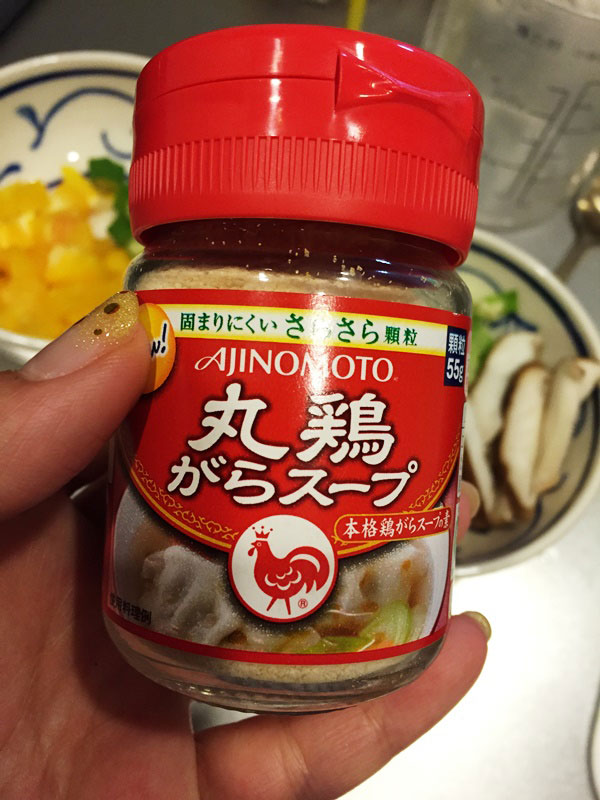 固まりにくい さらさら 顆粒
顆粒
55g
AJINOMOTO
丸鶏
がらスープ
本格鶏がらスープの素
®